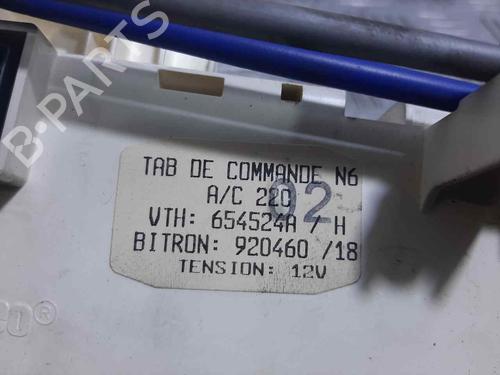 B-PARTS
TAB DE COMMANDE N6
A/C 22C
02
VTH: 654524A / H
BITRON: 920460 /18
TENSION: 12V